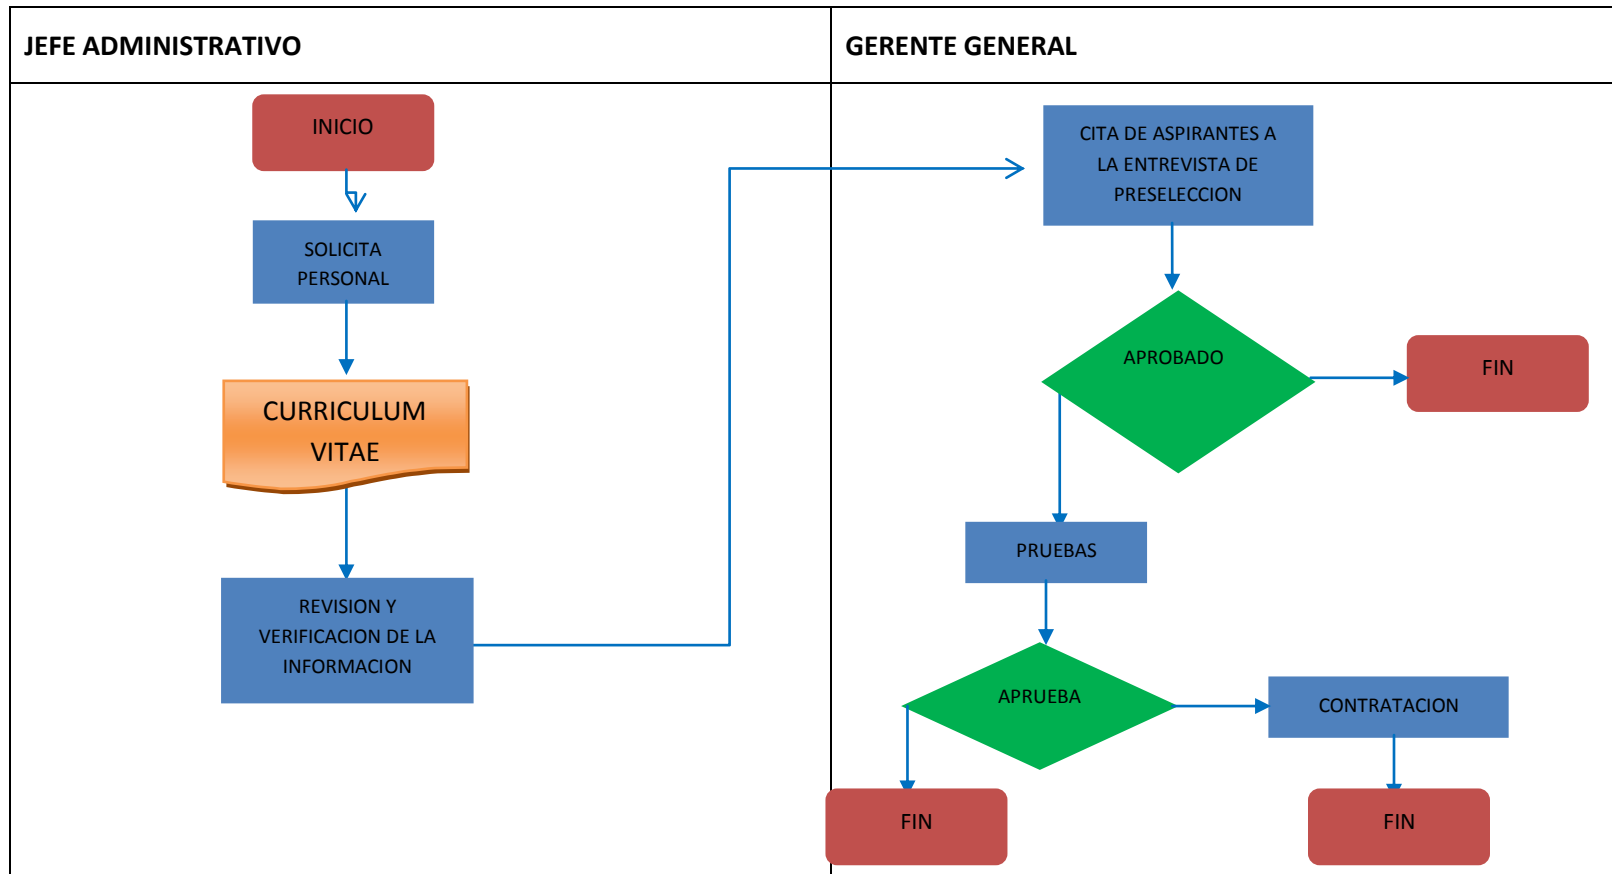 JEFE ADMINISTRATIVO
GERENTE GENERAL
INICIO
SOLICITA
PERSONAL
CURRICULUM
VITAE
REVISION Y
VERIFICACION DE LA
INFORMACION
CITA DE ASPIRANTES A
LA ENTREVISTA DE
PRESELECCION
APROBADO
FIN
PRUEBAS
APRUEBA
CONTRATACION
FIN
FIN